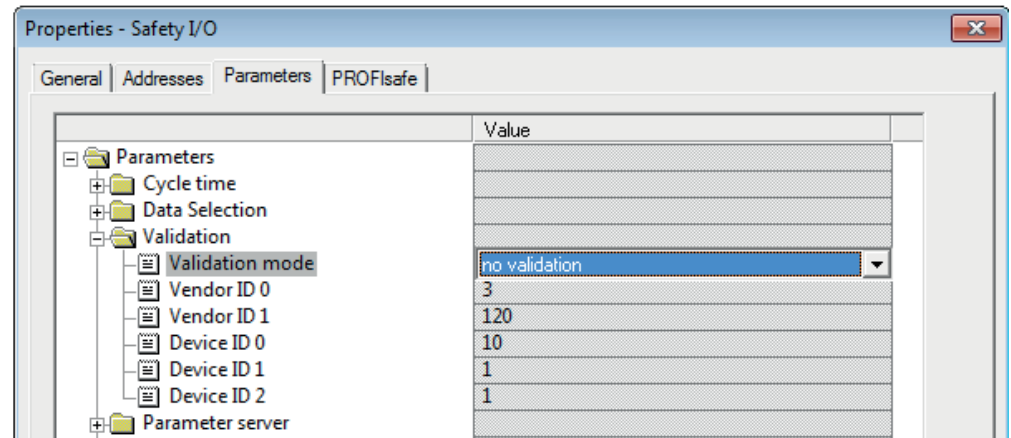 Properties - Safety I/O
General Addresses Parameters PROFIsafe
Value
Parameters
Cycle time
Data Selection
Validation
Validation mode no validation
Vendor ID 0 3
Vendor ID 1 120
Device ID 0 10
Device ID 1 1
Device ID 2 1
Parameter server